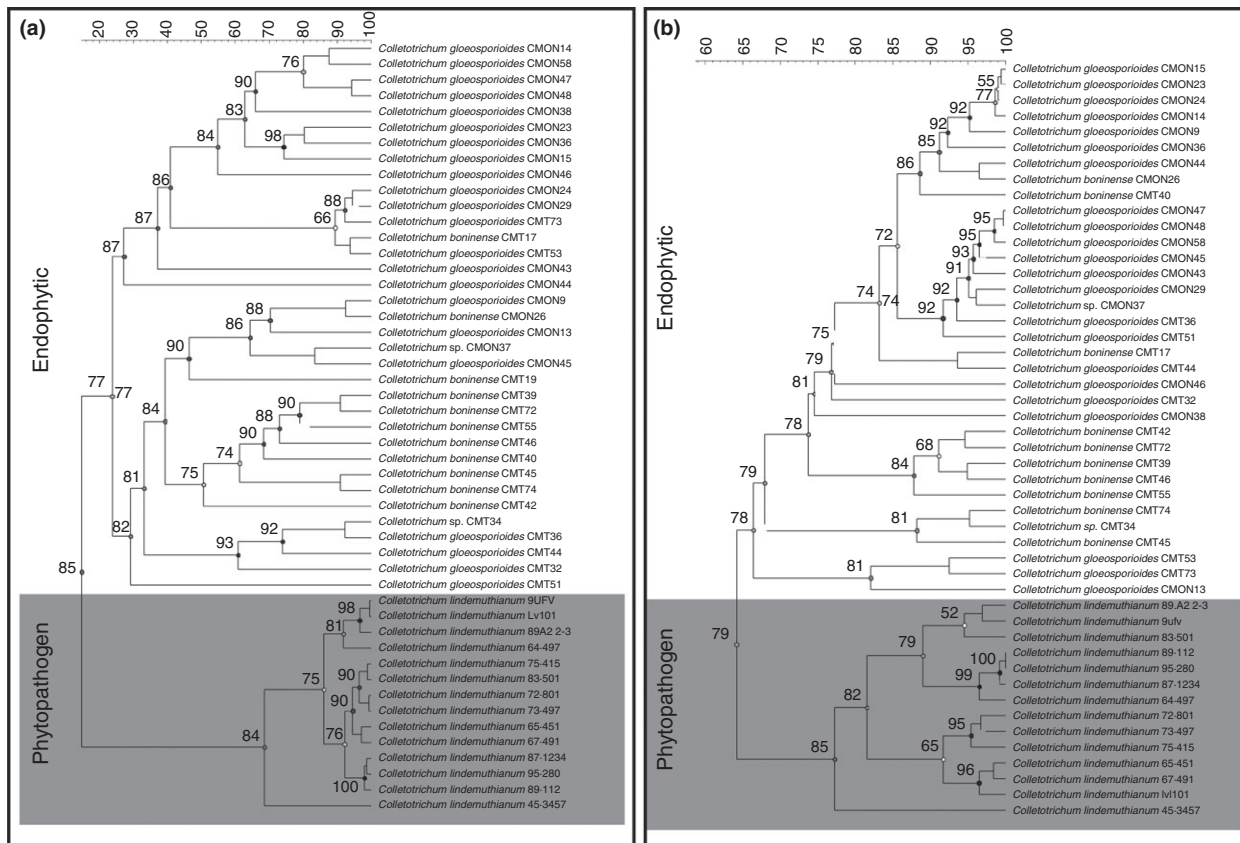 (a)
20 30 40 50 60 70 80 90 100
Endophytic
Phytopathogen
Colletotrichum gloeosporioides CMON14
Colletotrichum gloeosporioides CMON58
Colletotrichum gloeosporioides CMON47
Colletotrichum gloeosporioides CMON48
Colletotrichum gloeosporioides CMON38
Colletotrichum gloeosporioides CMON23
Colletotrichum gloeosporioides CMON36
Colletotrichum gloeosporioides CMON15
Colletotrichum gloeosporioides CMON46
Colletotrichum gloeosporioides CMON24
Colletotrichum gloeosporioides CMON29
Colletotrichum gloeosporioides CMT73
Colletotrichum boninense CMT17
Colletotrichum gloeosporioides CMT53
Colletotrichum gloeosporioides CMON43
Colletotrichum gloeosporioides CMON44
Colletotrichum gloeosporioides CMON9
Colletotrichum boninense CMON26
Colletotrichum gloeosporioides CMON13
Colletotrichum sp. CMON37
Colletotrichum gloeosporioides CMON45
Colletotrichum boninense CMT19
Colletotrichum boninense CMT39
Colletotrichum boninense CMT72
Colletotrichum boninense CMT55
Colletotrichum boninense CMT46
Colletotrichum boninense CMT40
Colletotrichum boninense CMT45
Colletotrichum boninense CMT74
Colletotrichum boninense CMT42
Colletotrichum sp. CMT34
Colletotrichum gloeosporioides CMT36
Colletotrichum gloeosporioides CMT44
Colletotrichum gloeosporioides CMT32
Colletotrichum gloeosporioides CMT51
Colletotrichum lindemuthianum 9UFV
Colletotrichum lindemuthianum Lv101
Colletotrichum lindemuthianum 89A2 2-3
Colletotrichum lindemuthianum 64-497
Colletotrichum lindemuthianum 75-415
Colletotrichum lindemuthianum 83-501
Colletotrichum lindemuthianum 72-801
Colletotrichum lindemuthianum 73-497
Colletotrichum lindemuthianum 65-451
Colletotrichum lindemuthianum 67-491
Colletotrichum lindemuthianum 87-1234
Colletotrichum lindemuthianum 95-280
Colletotrichum lindemuthianum 89-112
Colletotrichum lindemuthianum 45-3457
76
90
83
98
84
86
88
66
87
87
88
86
90
77
77
90
84
88
90
74
75
81
92
82
93
85
98
81
75
90
90
76
84
100
(b)
60 65 70 75 80 85 90 95 100
Endophytic
Phytopathogen
Colletotrichum gloeosporioides CMON15
Colletotrichum gloeosporioides CMON23
Colletotrichum gloeosporioides CMON24
Colletotrichum gloeosporioides CMON14
Colletotrichum gloeosporioides CMON9
Colletotrichum gloeosporioides CMON36
Colletotrichum gloeosporioides CMON44
Colletotrichum boninense CMON26
Colletotrichum boninense CMT40
Colletotrichum gloeosporioides CMON47
Colletotrichum gloeosporioides CMON48
Colletotrichum gloeosporioides CMON58
Colletotrichum gloeosporioides CMON45
Colletotrichum gloeosporioides CMON43
Colletotrichum gloeosporioides CMON29
Colletotrichum sp. CMON37
Colletotrichum gloeosporioides CMT36
Colletotrichum gloeosporioides CMT51
Colletotrichum boninense CMT17
Colletotrichum gloeosporioides CMT44
Colletotrichum gloeosporioides CMON46
Colletotrichum gloeosporioides CMT32
Colletotrichum gloeosporioides CMON38
Colletotrichum boninense CMT42
Colletotrichum boninense CMT72
Colletotrichum boninense CMT39
Colletotrichum boninense CMT46
Colletotrichum boninense CMT55
Colletotrichum boninense CMT74
Colletotrichum sp. CMT34
Colletotrichum boninense CMT45
Colletotrichum gloeosporioides CMT53
Colletotrichum gloeosporioides CMT73
Colletotrichum gloeosporioides CMON13
Colletotrichum lindemuthianum 89.A2 2-3
Colletotrichum lindemuthianum 9ufv
Colletotrichum lindemuthianum 83-501
Colletotrichum lindemuthianum 89-112
Colletotrichum lindemuthianum 95-280
Colletotrichum lindemuthianum 87-1234
Colletotrichum lindemuthianum 64-497
Colletotrichum lindemuthianum 72-801
Colletotrichum lindemuthianum 73-497
Colletotrichum lindemuthianum 75-415
Colletotrichum lindemuthianum 65-451
Colletotrichum lindemuthianum 67-491
Colletotrichum lindemuthianum lvl101
Colletotrichum lindemuthianum 45-3457
55
77
92
92
85
86
95
95
72
93
91
92
74
74
92
75
79
81
78
68
84
79
81
78
81
79
52
79
100
99
82
95
65
96
85